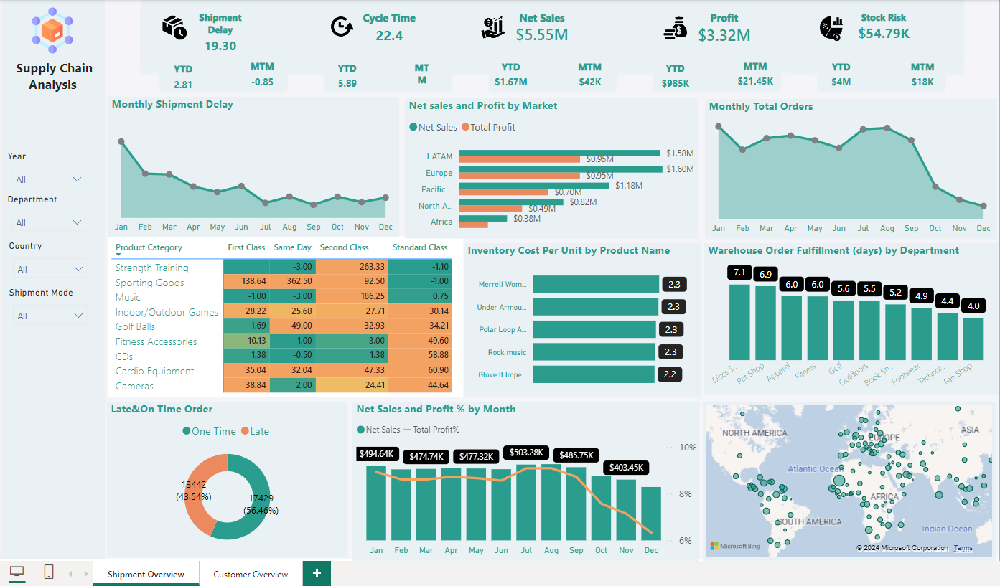 Supply Chain
Analysis
Shipment
Delay
19.30
YTD
2.81
MTM
-0.85
Cycle Time
22.4
YTD
5.89
MT
M
Net Sales
$5.55M
YTD
$1.67M
MTM
$42K
Profit
$3.32M
YTD
$985K
MTM
$21.45K
Stock Risk
$54.79K
YTD
$4M
MTM
$18K
Year
All
Department
All
Country
All
Shipment Mode
All
Monthly Shipment Delay
Jan Feb Mar Apr May Jun Jul Aug Sep Oct Nov Dec
Net sales and Profit by Market
Net Sales Total Profit
LATAM $1.58M
$0.95M
Europe $1.60M
$0.95M
Pacific ... $1.18M
$0.70M
North A... $0.82M
$0.49M
Africa $0.38M
Monthly Total Orders
Jan Feb Mar Apr May Jun Jul Aug Sep Oct Nov Dec
Product Category First Class Same Day Second Class Standard Class
Strength Training -3.00 263.33 -1.10
Sporting Goods 138.64 362.50 92.50 -1.00
Music -1.00 -3.00 186.25 0.75
Indoor/Outdoor Games 28.22 25.68 27.71 30.14
Golf Balls 1.69 49.00 32.93 34.21
Fitness Accessories 10.13 -1.00 3.00 49.60
CDs 1.38 -0.50 1.38 58.88
Cardio Equipment 35.04 32.04 47.33 60.90
Cameras 38.84 2.00 24.41 44.64
Inventory Cost Per Unit by Product Name
Merrell Wom... 2.3
Under Armou... 2.3
Polar Loop A... 2.3
Rock music 2.3
Glove It Impe... 2.2
Warehouse Order Fulfillment (days) by Department
7.1 6.9 6.0 6.0 5.6 5.5 5.2 4.9 4.4 4.0
Discs S... Pet Shop Apparel Fitness Golf Outdoors Book Sh... Footwear Technol... Fan Shop
Late&On Time Order
One Time Late
13442
(43.54%)
17429
(56.46%)
Net Sales and Profit % by Month
Net Sales Total Profit%
$494.64K $474.74K $477.32K $503.28K $485.75K $403.45K
10%
8%
6%
Jan Feb Mar Apr May Jun Jul Aug Sep Oct Nov Dec
NORTH AMERICA
EUROPE
ASIA
Atlantic Ocean
AFRICA
SOUTH AMERICA
Indian Ocean
Microsoft Bing
© 2024 Microsoft Corporation Terms
Shipment Overview
Customer Overview
+